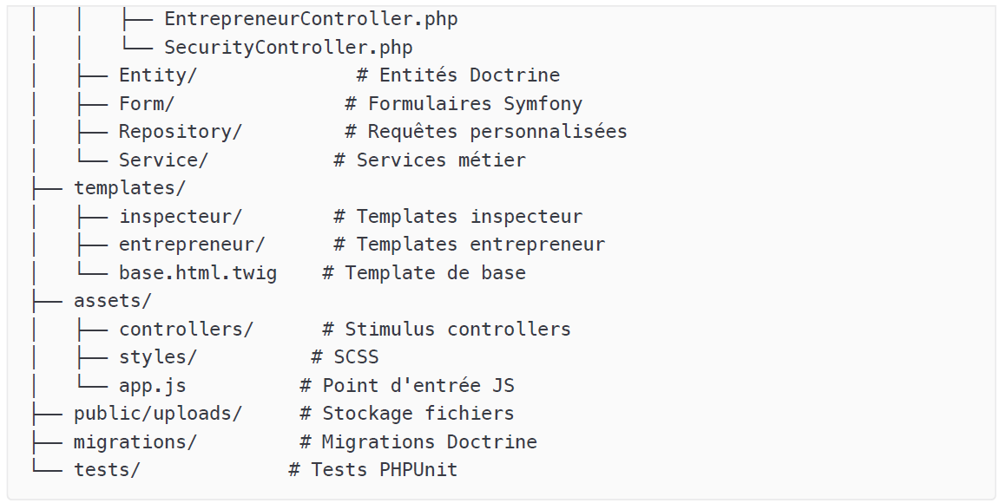 │   │   ├── EntrepreneurController.php
│   │   └── SecurityController.php
│   ├── Entity/              # Entités Doctrine
│   ├── Form/               # Formulaires Symfony
│   ├── Repository/         # Requêtes personnalisées
│   └── Service/           # Services métier
├── templates/
│   ├── inspecteur/        # Templates inspecteur
│   ├── entrepreneur/      # Templates entrepreneur
│   └── base.html.twig    # Template de base
├── assets/
│   ├── controllers/      # Stimulus controllers
│   ├── styles/          # SCSS
│   └── app.js          # Point d'entrée JS
├── public/uploads/     # Stockage fichiers
├── migrations/         # Migrations Doctrine
└── tests/             # Tests PHPUnit